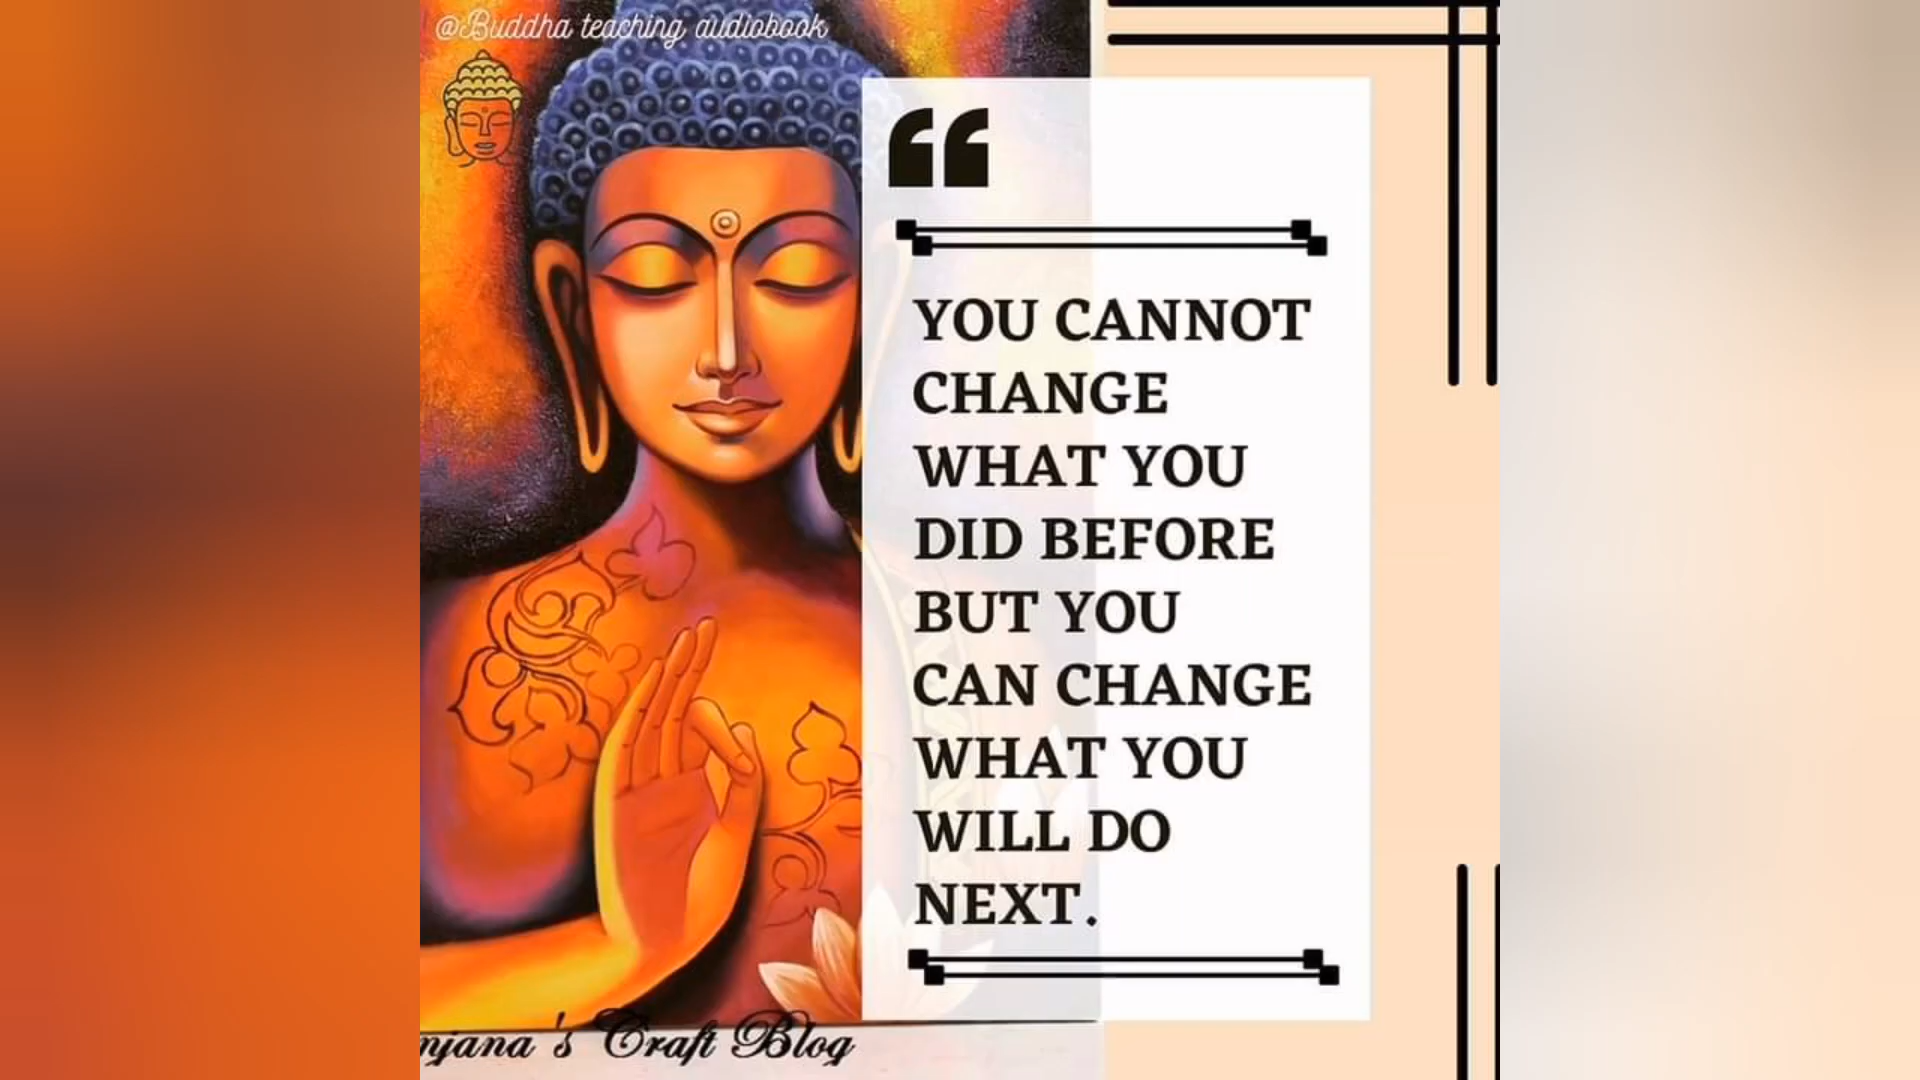 @Buddha teaching audiobook
YOU CANNOT
CHANGE
WHAT YOU
DID BEFORE
BUT YOU
CAN CHANGE
WHAT YOU
WILL DO
NEXT.
njana's Craft Blog